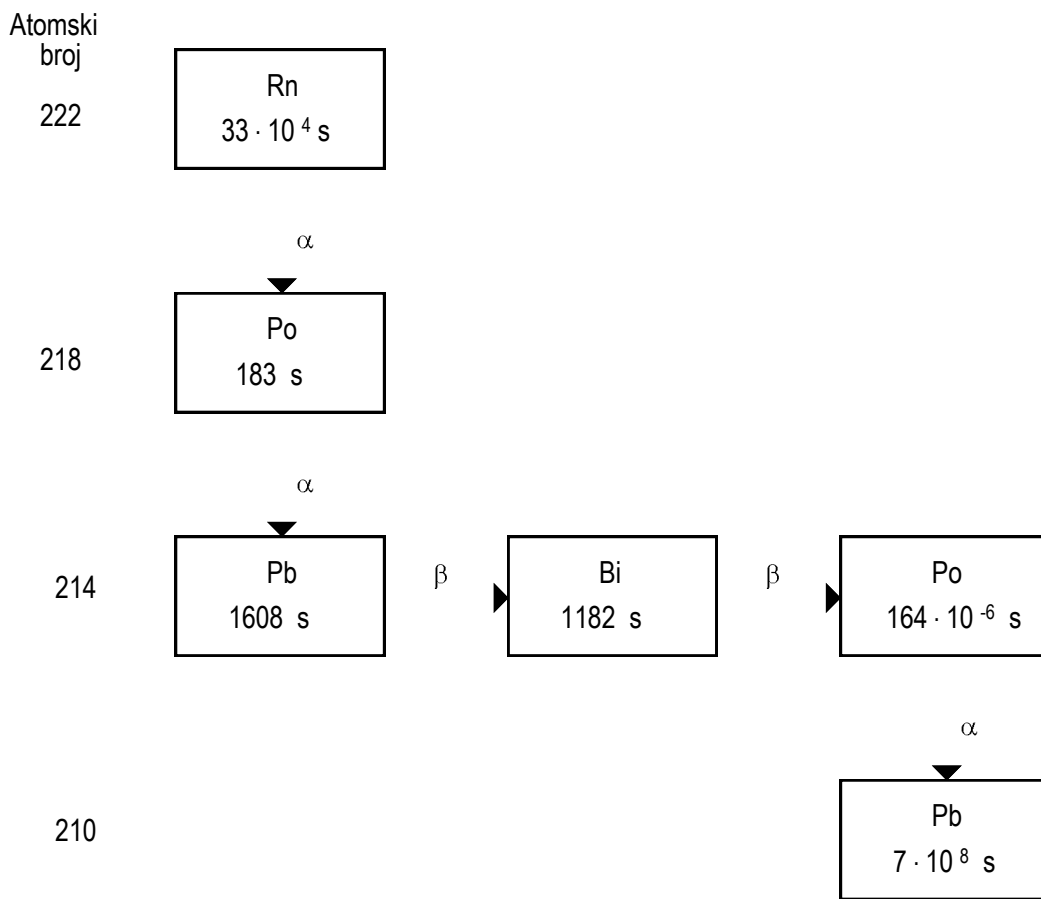 Atomski
broj
222
Rn
33 · 10 ⁴ s
α
218
Po
183 s
α
214
Pb
1608 s
β
Bi
1182 s
β
Po
164 · 10 ⁻⁶ s
α
210
Pb
7 · 10 ⁸ s